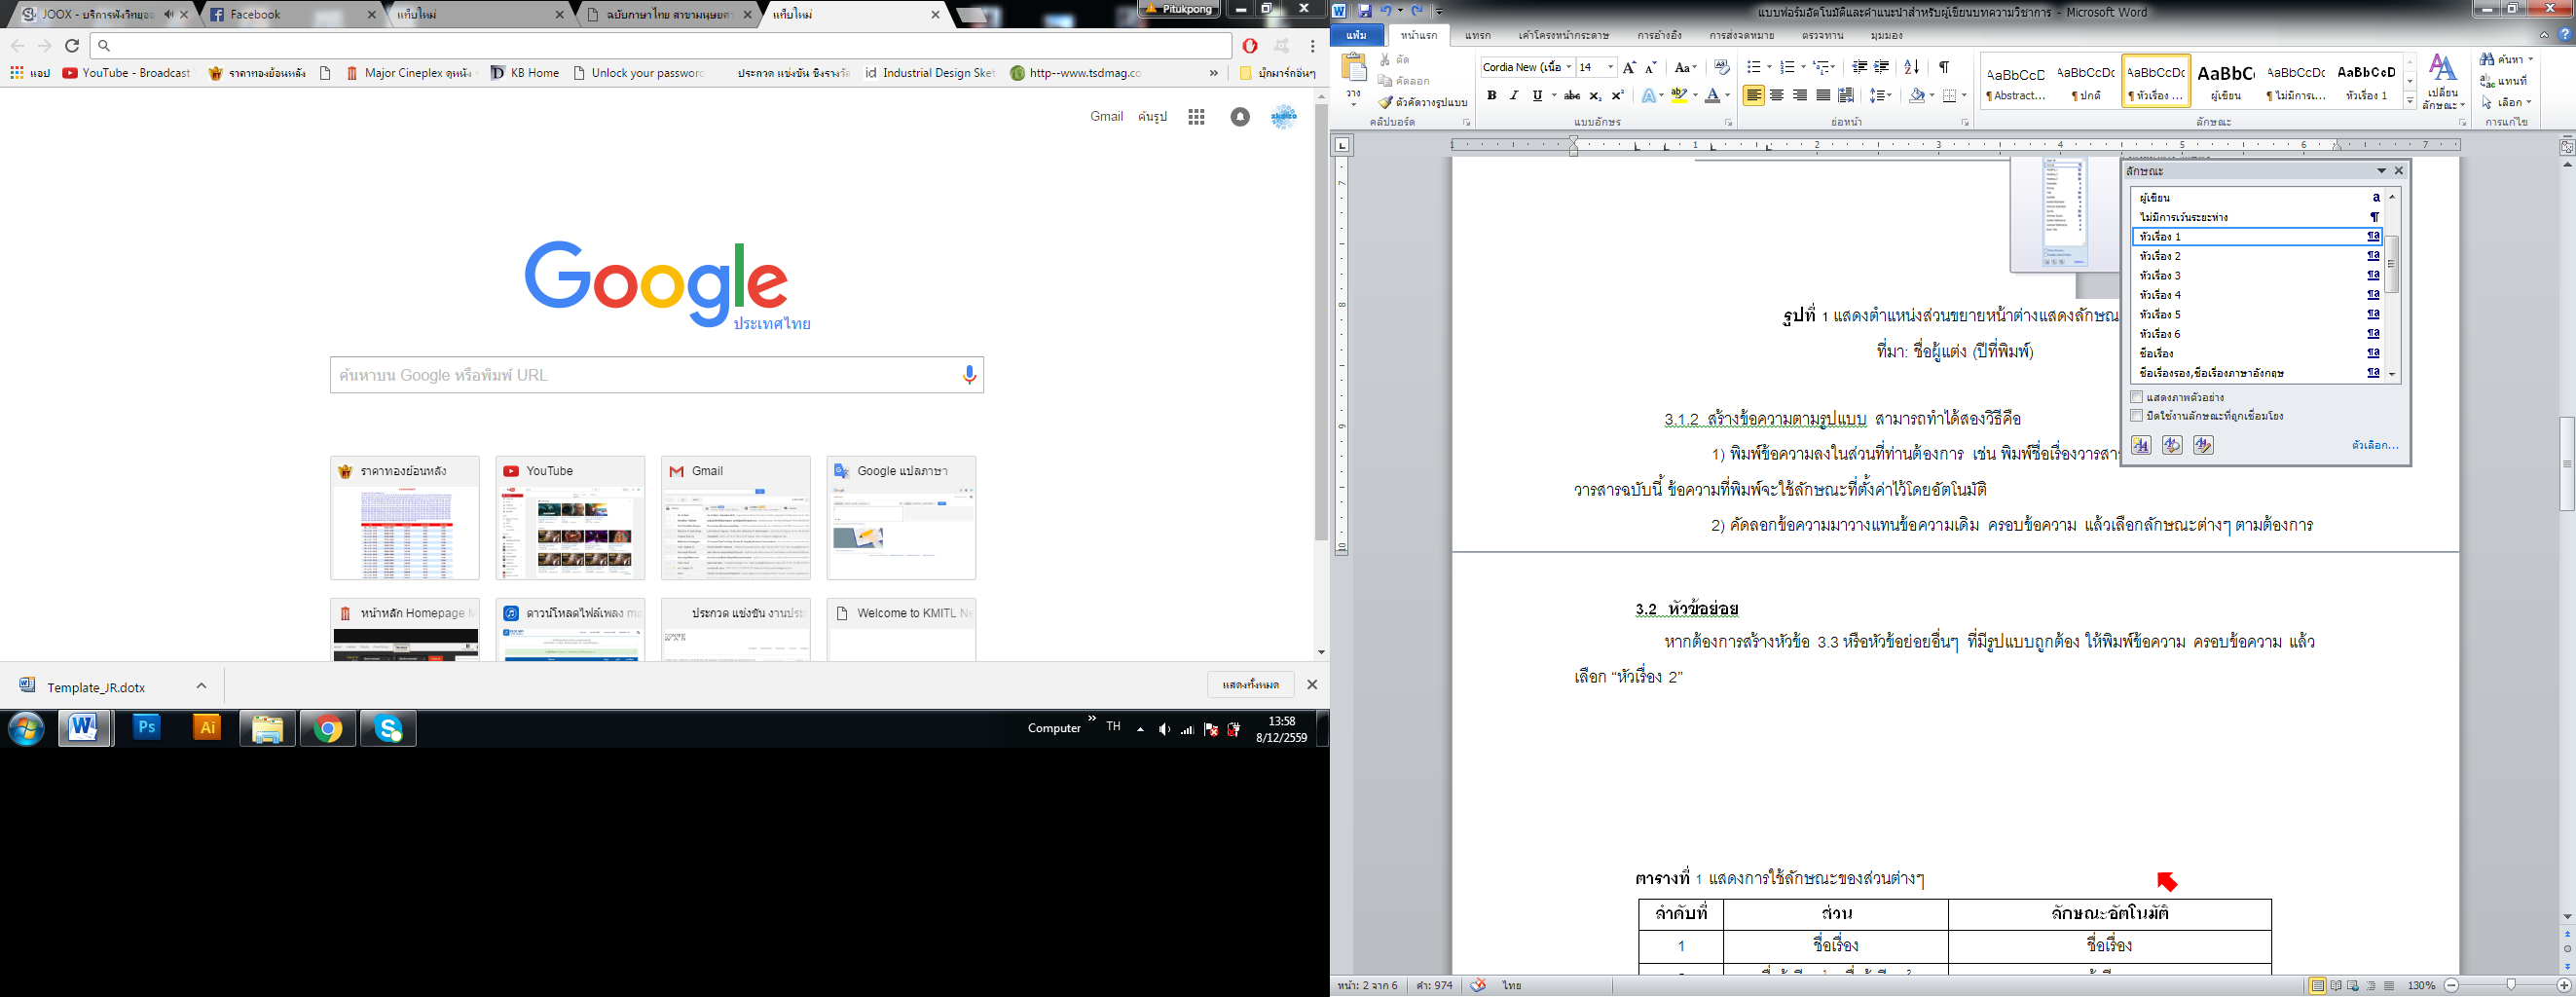 JOOX - บริการฟังวิทยุออ
Facebook
แท็บใหม่
ฉบับภาษาไทย สาขามนุษยศา
แท็บใหม่
Pitukpong
แอป
YouTube - Broadcast
ราคาทองย้อนหลัง
Major Cineplex ดูหนัง
KB Home
Unlock your password
ประกวด แข่งขัน ชิงรางวัล
Industrial Design Sket
http--www.tsdmag.co
»
บุ๊กมาร์กอื่นๆ
Gmail
ค้นรูป
Google
ประเทศไทย
ค้นหาบน Google หรือพิมพ์ URL
ราคาทองย้อนหลัง
YouTube
Gmail
Google แปลภาษา
หน้าหลัก Homepage M
ดาวน์โหลดไฟล์เพลง ma
ประกวด แข่งขัน งานประ
Welcome to KMITL Ne
Template_JR.dotx
แสดงทั้งหมด
Computer
»
TH
13:58
8/12/2559
แบบฟอร์มอัตโนมัติและคำแนะนำสำหรับผู้เขียนบทความวิชาการ - Microsoft Word
แฟ้ม
หน้าแรก
แทรก
เค้าโครงหน้ากระดาษ
การอ้างอิง
การส่งจดหมาย
ตรวจทาน
มุมมอง
วาง
ตัด
คัดลอก
ตัวคัดวางรูปแบบ
คลิปบอร์ด
Cordia New (เนื้อ
14
แบบอักษร
ย่อหน้า
AaBbCcD
¶ Abstract...
AaBbCcDc
¶ ปกติ
AaBbCcDc
¶ หัวเรื่อง ...
AaBbC
ผู้เขียน
AaBbCcDc
¶ ไม่มีการเ...
AaBbCcD
หัวเรื่อง 1
เปลี่ยน
ลักษณะ
ลักษณะ
ค้นหา
แทนที่
เลือก
การแก้ไข
ลักษณะ
ผู้เขียน
ไม่มีการเว้นระยะห่าง
หัวเรื่อง 1
หัวเรื่อง 2
หัวเรื่อง 3
หัวเรื่อง 4
หัวเรื่อง 5
หัวเรื่อง 6
ชื่อเรื่อง
ชื่อเรื่องรอง,ชื่อเรื่องภาษาอังกฤษ
แสดงภาพตัวอย่าง
ปิดใช้งานลักษณะที่ถูกเชื่อมโยง
ตัวเลือก...
รูปที่ 1 แสดงตำแหน่งส่วนขยายหน้าต่างแสดงลักษณ
ที่มา: ชื่อผู้แต่ง (ปีที่พิมพ์)
3.1.2 สร้างข้อความตามรูปแบบ สามารถทำได้สองวิธีคือ
1) พิมพ์ข้อความลงในส่วนที่ท่านต้องการ เช่น พิมพ์ชื่อเรื่องวารสาร
วารสารฉบับนี้ ข้อความที่พิมพ์จะใช้ลักษณะที่ตั้งค่าไว้โดยอัตโนมัติ
2) คัดลอกข้อความมาวางแทนข้อความเดิม ครอบข้อความ แล้วเลือกลักษณะต่างๆ ตามต้องการ
3.2 หัวข้อย่อย
หากต้องการสร้างหัวข้อ 3.3 หรือหัวข้อย่อยอื่นๆ ที่มีรูปแบบถูกต้อง ให้พิมพ์ข้อความ ครอบข้อความ แล้ว
เลือก “หัวเรื่อง 2”
ตารางที่ 1 แสดงการใช้ลักษณะของส่วนต่างๆ
ลำดับที่
ส่วน
ลักษณะอัตโนมัติ
1
ชื่อเรื่อง
ชื่อเรื่อง
หน้า: 2 จาก 6
คำ: 974
ไทย
130%